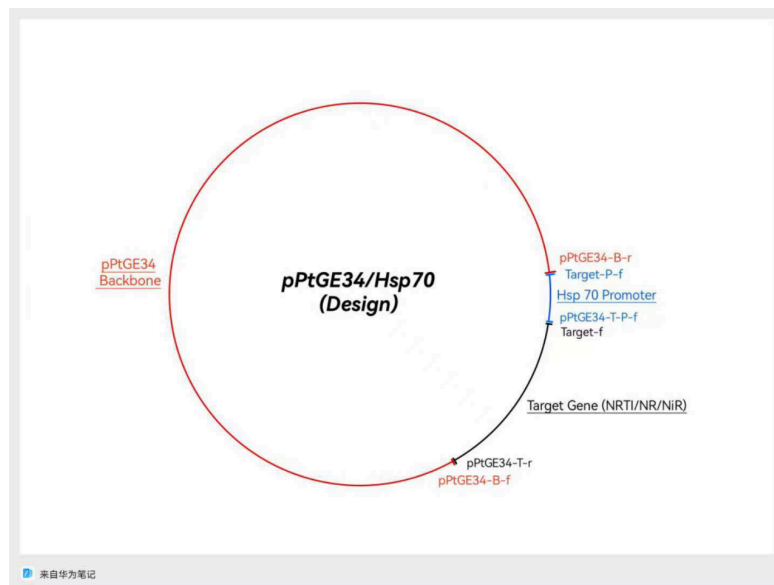 pPtGE34-B-r
pPtGE34
Backbone
Target-P-f
pPtGE34/Hsp70
(Design)
Hsp 70 Promoter
pPtGE34-T-P-f
Target-f
Target Gene (NRTI/NR/NiR)
pPtGE34-T-r
pPtGE34-B-f
来自华为笔记